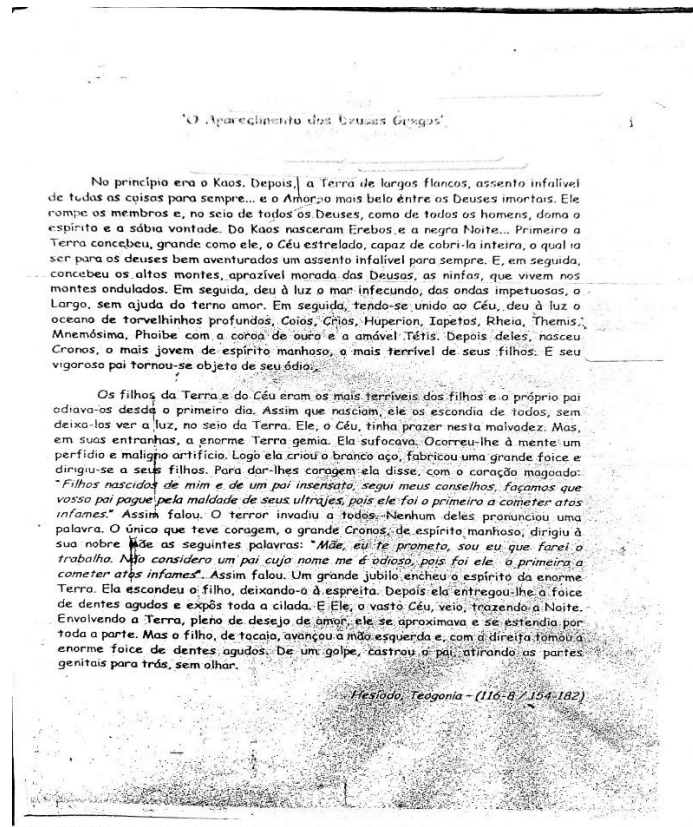 'O Aparecimento dos Deuses Gregos'
No princípio era o Kaos. Depois, a Terra de largos flancos, assento infalível
de tudas as coisas para sempre... e o Amor, o mais belo entre os Deuses imortais. Ele
rompe os membros e, no seio de todos os Deuses, como de todos os homens, doma o
espírito e a sábia vontade. Do Kaos nasceram Erebos e a negra Noite... Primeiro a
Terra concebeu, grande como ele, o Céu estrelado, capaz de cobri-la inteira, o qual ia
ser para os deuses bem aventurados um assento infalível para sempre. E, em seguida,
concebeu os altos montes, aprazível morada das Deusas, as ninfas, que vivem nos
montes ondulados. Em seguida, deu à luz o mar infecundo, das ondas impetuosas, o
Largo, sem ajuda do terno amor. Em seguida, tendo-se unido ao Céu, deu à luz o
oceano de torvelhinhos profundos, Coios, Crios, Huperion, Iapetos, Rheia, Themis,
Mnemósima, Phoibe com a coroa de ouro e a amável Tétis. Depois deles, nasceu
Cronos, o mais jovem de espírito manhoso, o mais terrível de seus filhos. E seu
vigoroso pai tornou-se objeto de seu ódio.
Os filhos da Terra e do Céu eram os mais terríveis dos filhos e o próprio pai
odiava-os desde o primeiro dia. Assim que nasciam, ele os escondia de todos, sem
deixa-los ver a luz, no seio da Terra. Ele, o Céu, tinha prazer nesta malvadez. Mas,
em suas entranhas, a enorme Terra gemia. Ela sufocava. Ocorreu-lhe à mente um
perfídio e maligno artifício. Logo ela criou o branco aço, fabricou uma grande foice e
dirigiu-se a seus filhos. Para dar-lhes coragem ela disse, com o coração magoado:
"Filhos nascidos de mim e de um pai insensato, segui meus conselhos, façamos que
vosso pai pague pela maldade de seus ultrajes, pois ele foi o primeiro a cometer atos
infames." Assim falou. O terror invadiu a todos. Nenhum deles pronunciou uma
palavra. O único que teve coragem, o grande Cronos, de espírito manhoso, dirigiu à
sua nobre Mãe as seguintes palavras: "Mãe, eu te prometo, sou eu que farei o
trabalho. Não considero um pai cujo nome me é odioso, pois foi ele o primeiro a
cometer atos infames". Assim falou. Um grande jubilo encheu o espírito da enorme
Terra. Ela escondeu o filho, deixando-o à espreita. Depois ela entregou-lhe a foice
de dentes agudos e expôs toda a cilada. E Ele, o vasto Céu, veio, trazendo a Noite.
Envolvendo a Terra, pleno de desejo de amor, ele se aproximava e se estendia por
toda a parte. Mas o filho, de tocaia, avançou a mão esquerda e, com a direita tomou a
enorme foice de dentes agudos. De um golpe, castrou o pai, atirando as partes
genitais para trás, sem olhar.
Hesíodo, Teogonia – (116-8 / 154-182)